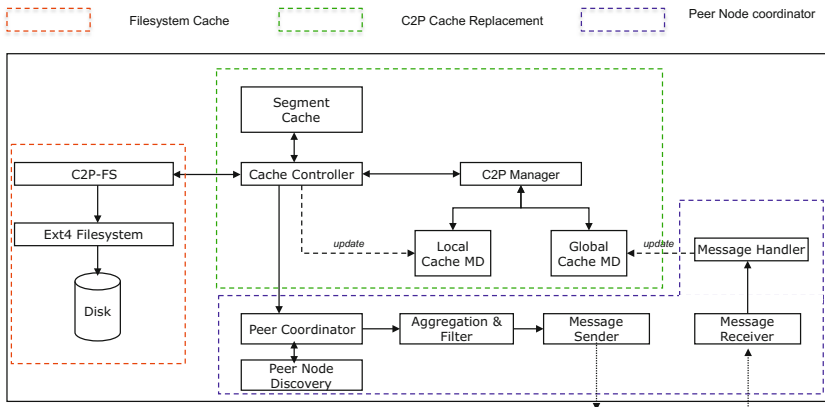 Filesystem Cache
C2P Cache Replacement
Peer Node coordinator
Segment
Cache
C2P-FS
Cache Controller
C2P Manager
Ext4 Filesystem
update
Local
Cache MD
Global
Cache MD
update
Message Handler
Disk
Peer Coordinator
Aggregation &
Filter
Message
Sender
Message
Receiver
Peer Node
Discovery